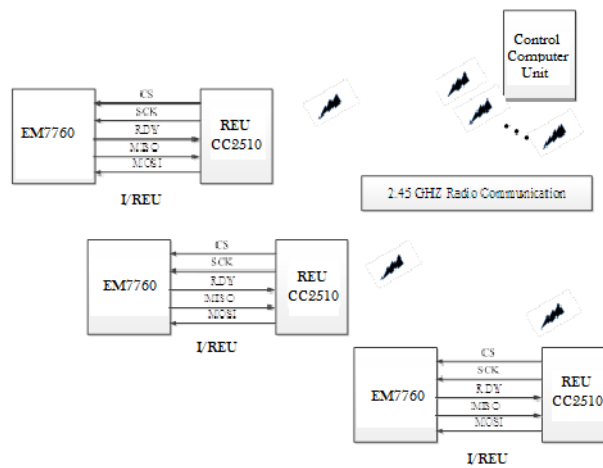 Control
Computer
Unit
CS
SCK
RDY
MISO
MOSI
EM7760
REU
CC2510
I/REU
2.45 GHZ Radio Communication
CS
SCK
RDY
MISO
MOSI
EM7760
REU
CC2510
I/REU
CS
SCK
RDY
MISO
MOSI
EM7760
REU
CC2510
I/REU